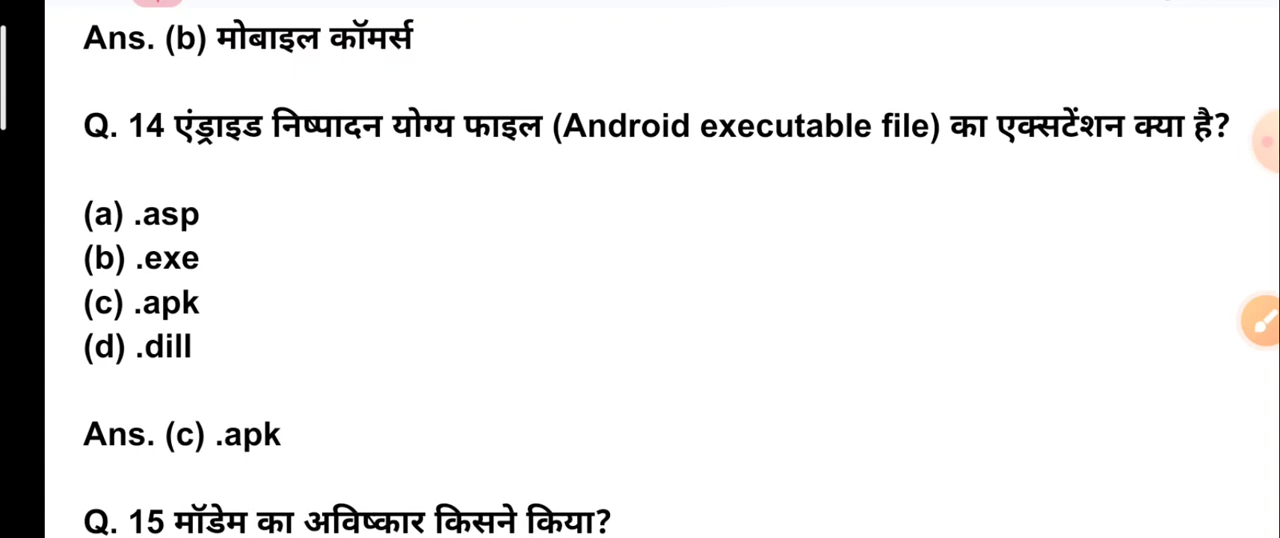 Ans. (b) मोबाइल कॉमर्स
Q. 14 एंड्राइड निष्पादन योग्य फाइल (Android executable file) का एक्सटेंशन क्या है?
(a) .asp
(b) .exe
(c) .apk
(d) .dill
Ans. (c) .apk
Q. 15 मॉडेम का अविष्कार किसने किया?